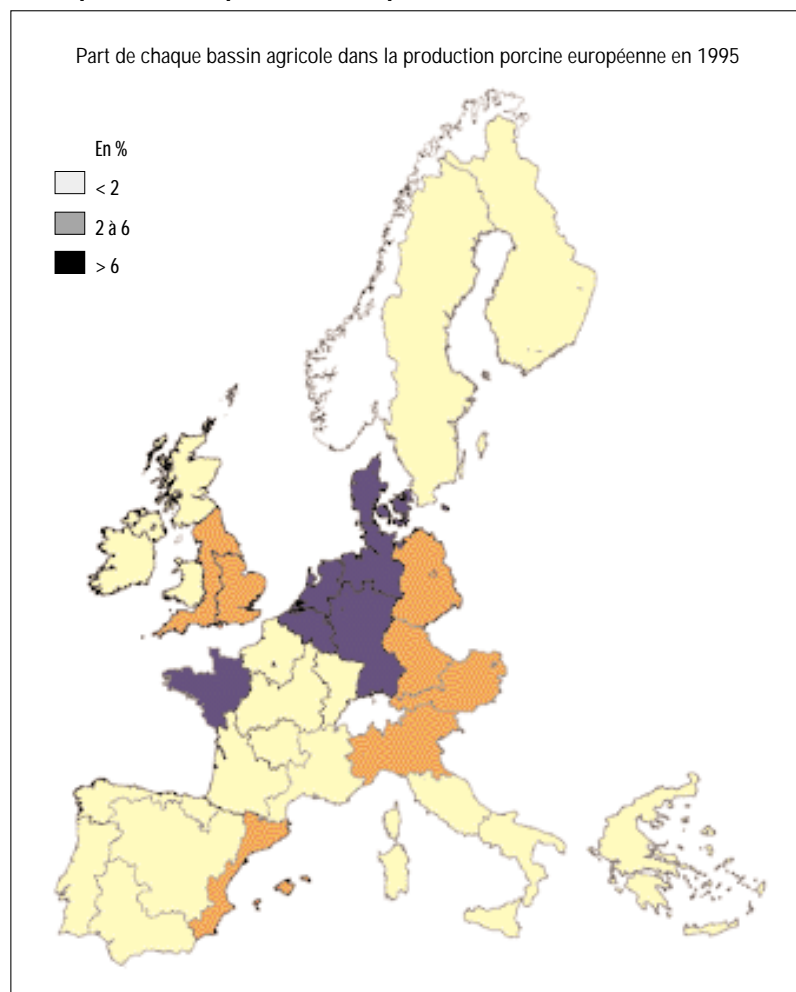 Part de chaque bassin agricole dans la production porcine européenne en 1995
En %
< 2
2 à 6
> 6